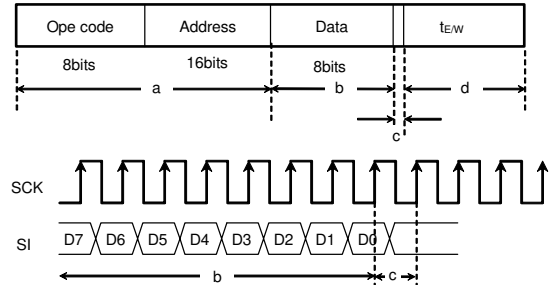 Ope code Address Data tE/W
8bits 16bits 8bits
a b d
c
SCK
SI D7 D6 D5 D4 D3 D2 D1 D0
b c